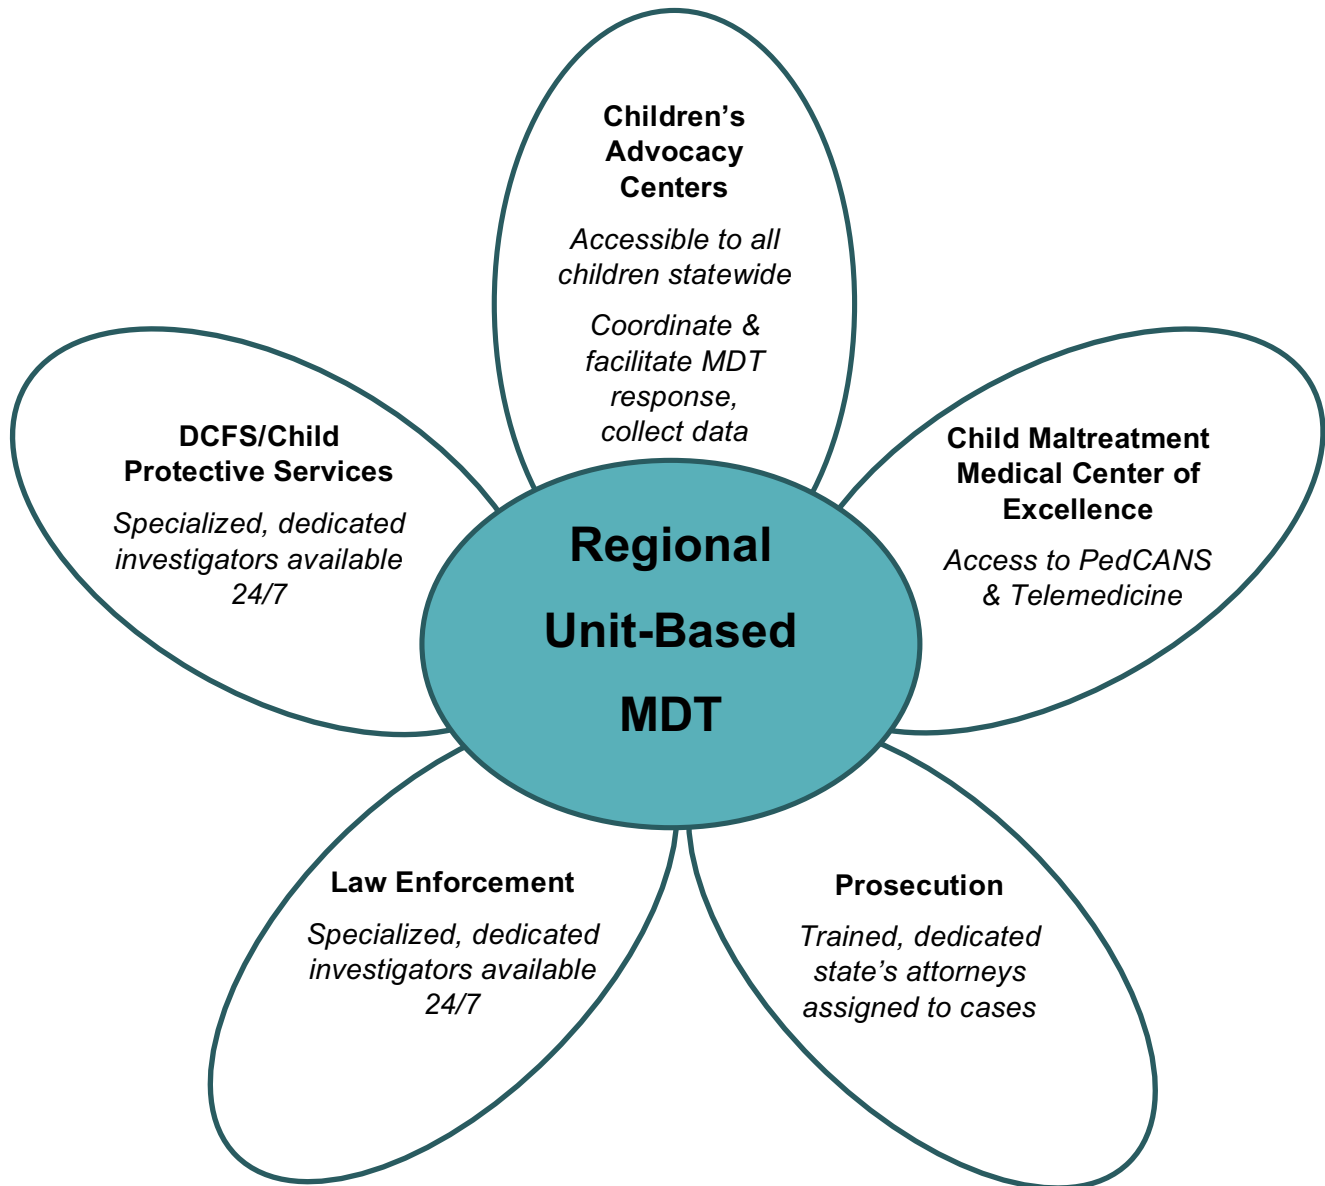 Children’s
Advocacy
Centers
Accessible to all
children statewide
Coordinate &
facilitate MDT
response,
collect data
DCFS/Child
Protective Services
Specialized, dedicated
investigators available
24/7
Child Maltreatment
Medical Center of
Excellence
Access to PedCANS
& Telemedicine
Regional
Unit-Based
MDT
Law Enforcement
Specialized, dedicated
investigators available
24/7
Prosecution
Trained, dedicated
state’s attorneys
assigned to cases